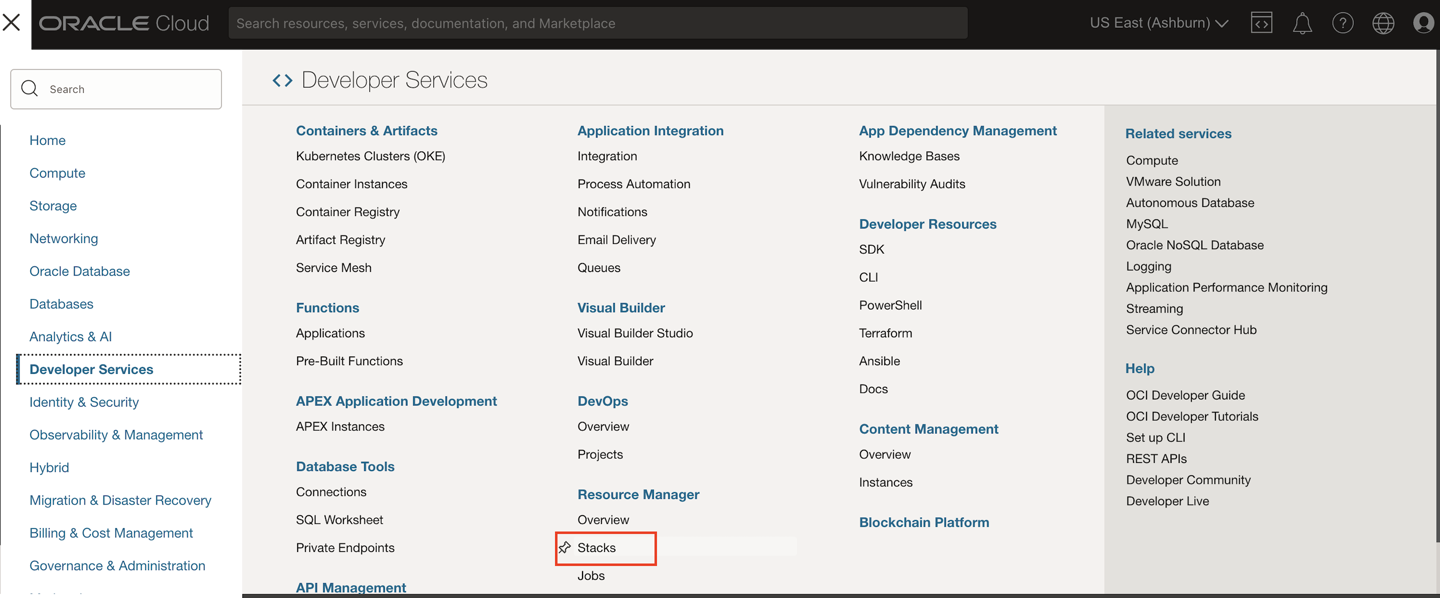 ORACLE Cloud
Search resources, services, documentation, and Marketplace
US East (Ashburn)
Search
Home
Compute
Storage
Networking
Oracle Database
Databases
Analytics & AI
Developer Services
Identity & Security
Observability & Management
Hybrid
Migration & Disaster Recovery
Billing & Cost Management
Governance & Administration
Developer Services
Containers & Artifacts
Kubernetes Clusters (OKE)
Container Instances
Container Registry
Artifact Registry
Service Mesh
Functions
Applications
Pre-Built Functions
APEX Application Development
APEX Instances
Database Tools
Connections
SQL Worksheet
Private Endpoints
API Management
Application Integration
Integration
Process Automation
Notifications
Email Delivery
Queues
Visual Builder
Visual Builder Studio
Visual Builder
DevOps
Overview
Projects
Resource Manager
Overview
Stacks
Jobs
App Dependency Management
Knowledge Bases
Vulnerability Audits
Developer Resources
SDK
CLI
PowerShell
Terraform
Ansible
Docs
Content Management
Overview
Instances
Blockchain Platform
Related services
Compute
VMware Solution
Autonomous Database
MySQL
Oracle NoSQL Database
Logging
Application Performance Monitoring
Streaming
Service Connector Hub
Help
OCI Developer Guide
OCI Developer Tutorials
Set up CLI
REST APIs
Developer Community
Developer Live